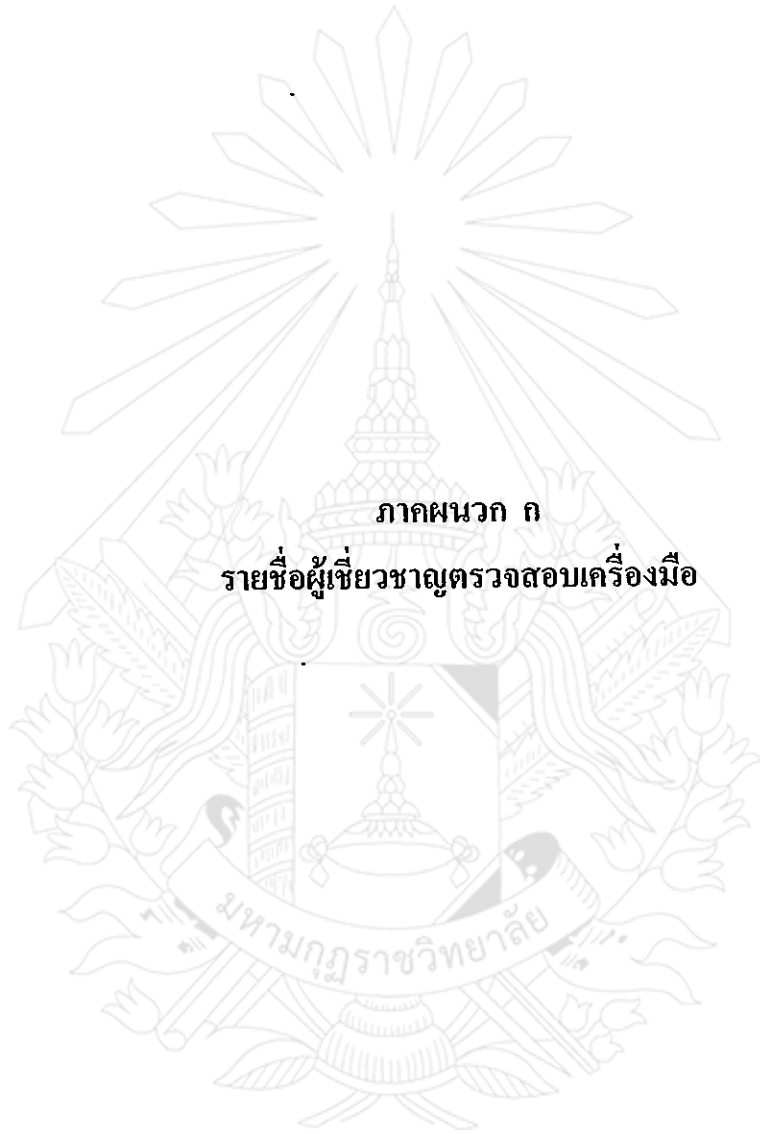 ภาคผนวก ก
รายชื่อผู้เชี่ยวชาญตรวจสอบเครื่องมือ
มหามกุฏราชวิทยาลัย